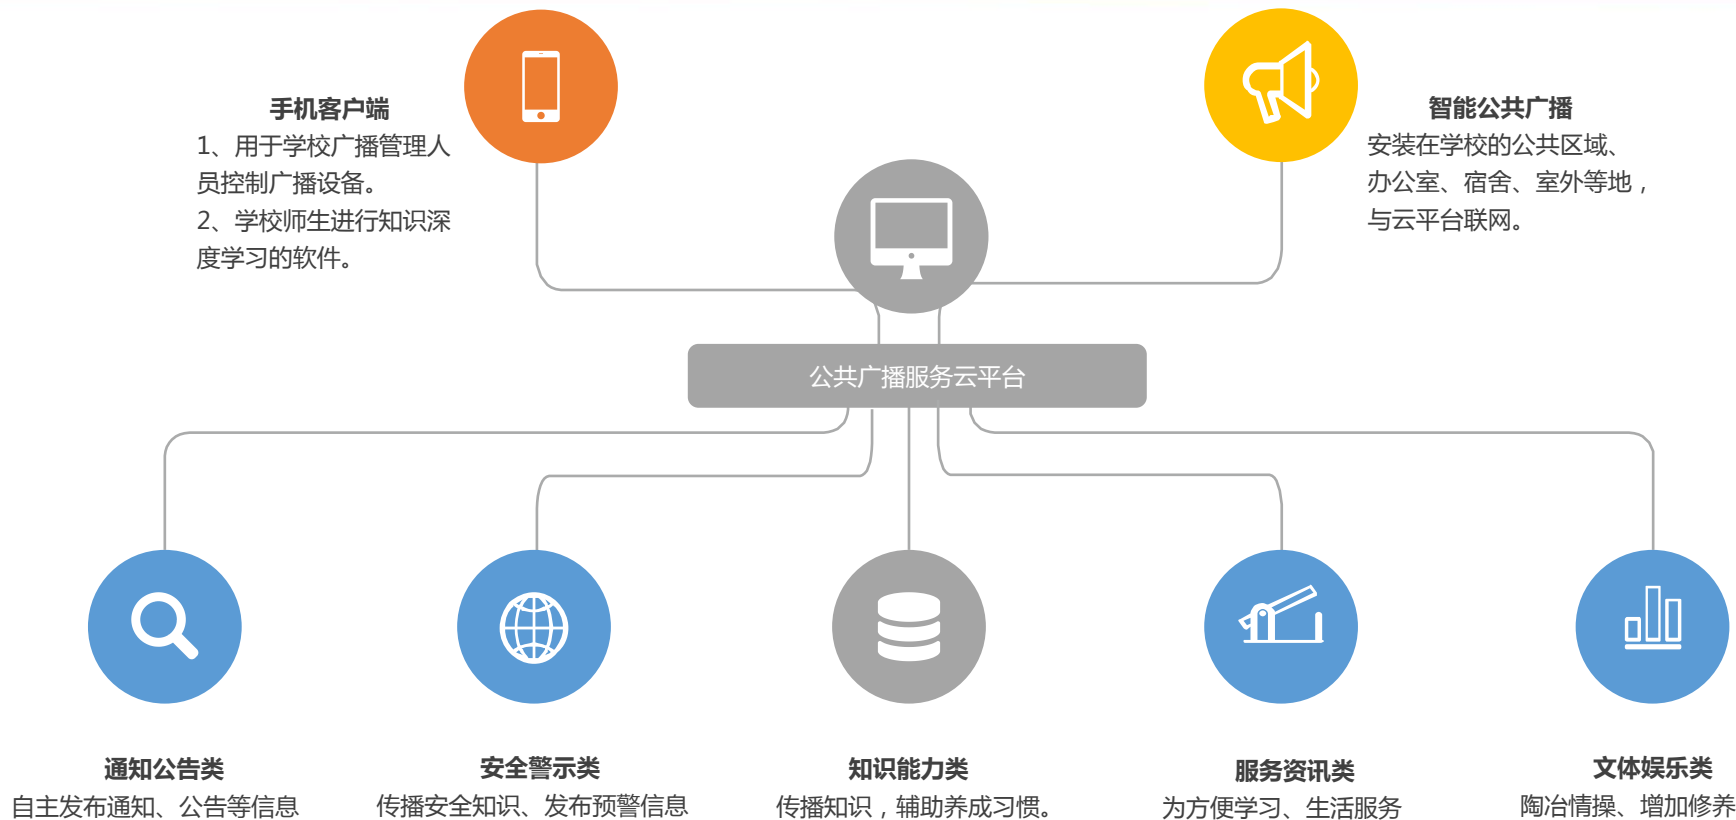 手机客户端
1、用于学校广播管理人
员控制广播设备。
2、学校师生进行知识深
度学习的软件。
智能公共广播
安装在学校的公共区域、
办公室、宿舍、室外等地，
与云平台联网。
公共广播服务云平台
通知公告类
自主发布通知、公告等信息
安全警示类
传播安全知识、发布预警信息
知识能力类
传播知识，辅助养成习惯。
服务资讯类
为方便学习、生活服务
文体娱乐类
陶冶情操、增加修养